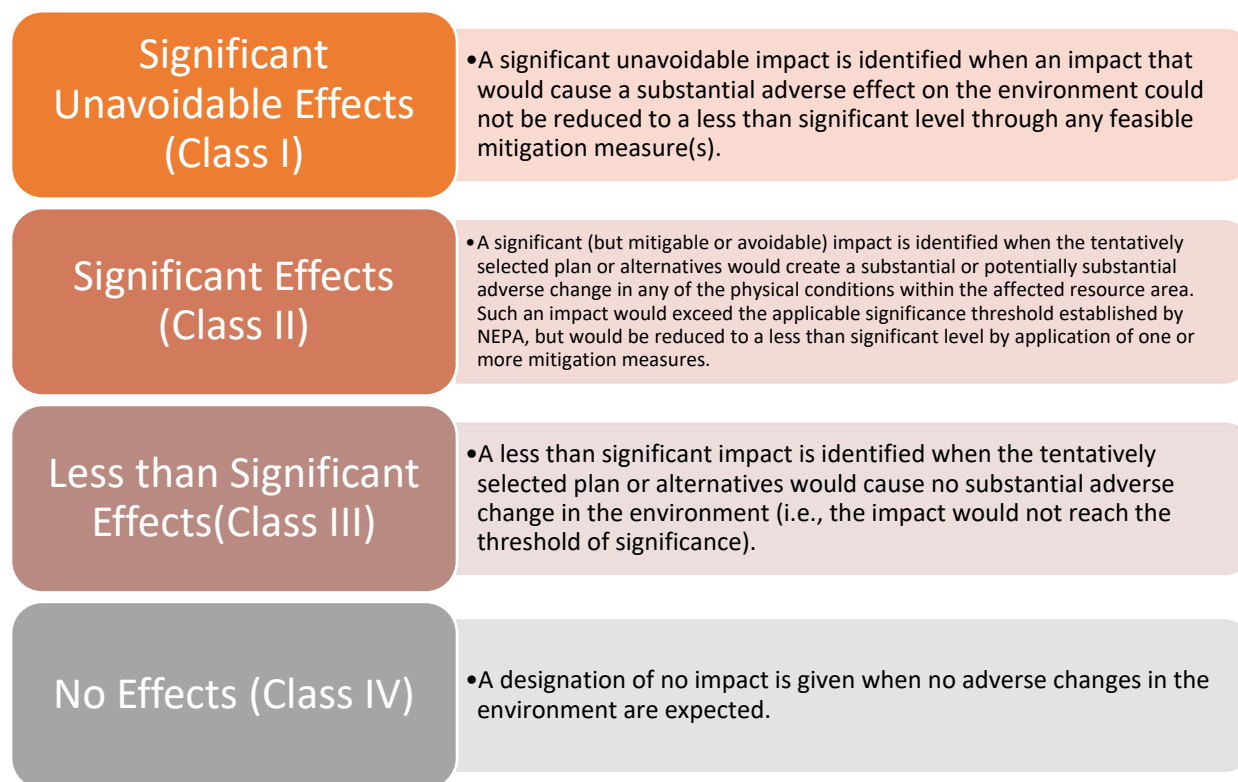 Significant
Unavoidable Effects
(Class I)
•A significant unavoidable impact is identified when an impact that
would cause a substantial adverse effect on the environment could
not be reduced to a less than significant level through any feasible
mitigation measure(s).
Significant Effects
(Class II)
•A significant (but mitigable or avoidable) impact is identified when the tentatively
selected plan or alternatives would create a substantial or potentially substantial
adverse change in any of the physical conditions within the affected resource area.
Such an impact would exceed the applicable significance threshold established by
NEPA, but would be reduced to a less than significant level by application of one or
more mitigation measures.
Less than Significant
Effects(Class III)
•A less than significant impact is identified when the tentatively
selected plan or alternatives would cause no substantial adverse
change in the environment (i.e., the impact would not reach the
threshold of significance).
No Effects (Class IV)
•A designation of no impact is given when no adverse changes in the
environment are expected.